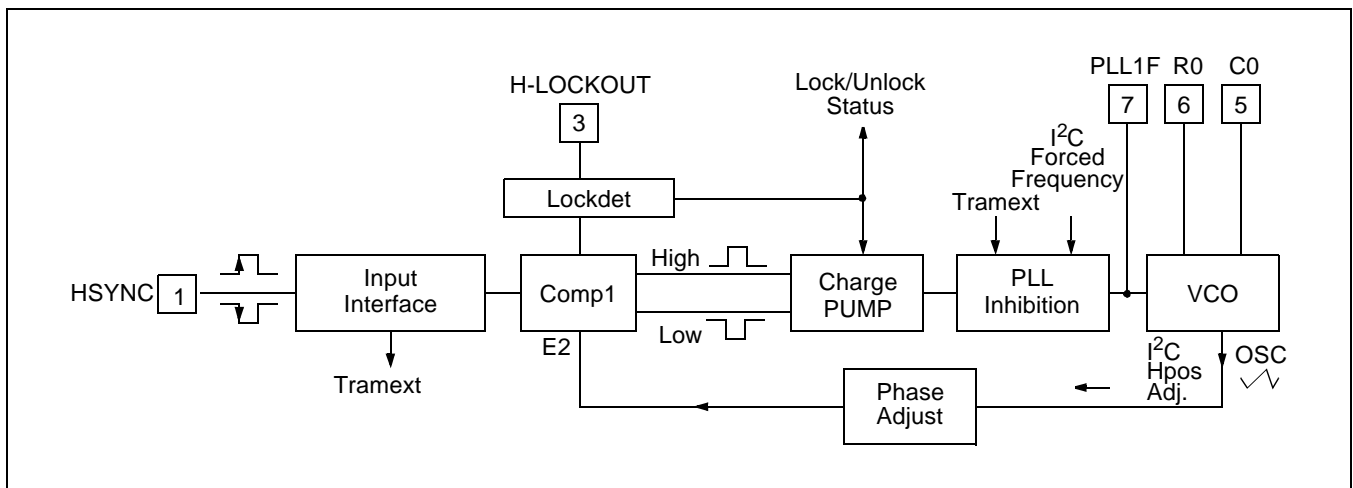 PLL1F R0 C0
7 6 5
H-LOCKOUT
3
Lock/Unlock
Status
I²C
Forced
Frequency
Tramext
Lockdet
HSYNC 1
Input
Interface
Tramext
Comp1
E2
High
Low
Charge
PUMP
PLL
Inhibition
VCO
I²C
Hpos
Adj.
OSC
Phase
Adjust